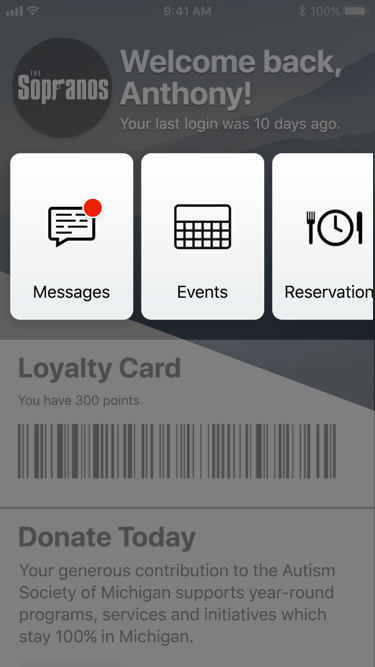 9:41 AM
100%
THE
Sopranos
Welcome back,
Anthony!
Your last login was 10 days ago.
Messages
Events
Reservation
Loyalty Card
You have 300 points.
Donate Today
Your generous contribution to the Autism
Society of Michigan supports year-round
programs, services and initiatives which
stay 100% in Michigan.